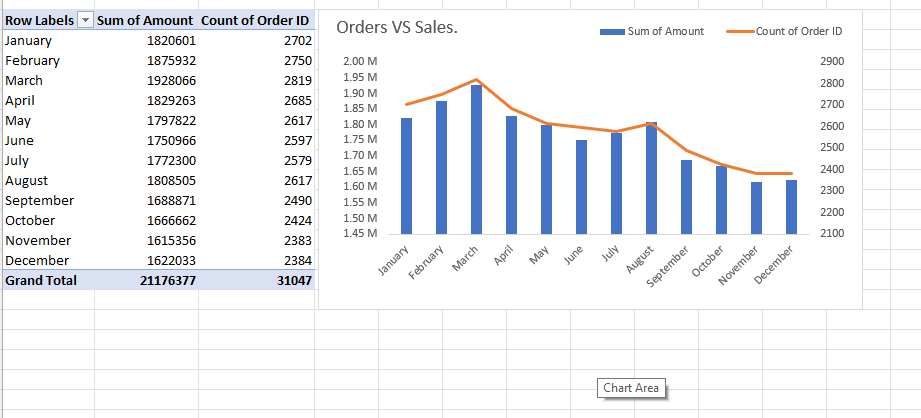 Row Labels Sum of Amount Count of Order ID
January 1820601 2702
February 1875932 2750
March 1928066 2819
April 1829263 2685
May 1797822 2617
June 1750966 2597
July 1772300 2579
August 1808505 2617
September 1688871 2490
October 1666662 2424
November 1615356 2383
December 1622033 2384
Grand Total 21176377 31047
Orders VS Sales.
Sum of Amount Count of Order ID
2.00 M
1.95 M
1.90 M
1.85 M
1.80 M
1.75 M
1.70 M
1.65 M
1.60 M
1.55 M
1.50 M
1.45 M
2900
2800
2700
2600
2500
2400
2300
2200
2100
January
February
March
April
May
June
July
August
September
October
November
December
Chart Area